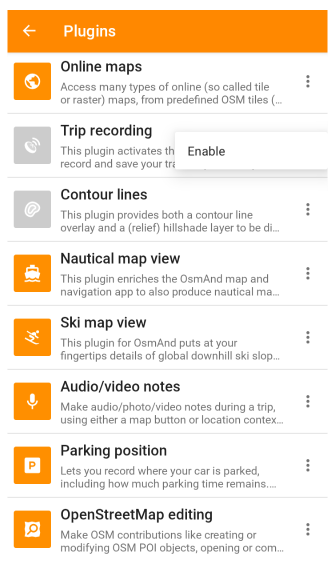 Plugins
Online maps
Access many types of online (so called tile
or raster) maps, from predefined OSM tiles (...
Trip recording
This plugin activates th
Enable
record and save your tra
Contour lines
This plugin provides both a contour line
overlay and a (relief) hillshade layer to be di...
Nautical map view
This plugin enriches the OsmAnd map and
navigation app to also produce nautical ma...
Ski map view
This plugin for OsmAnd puts at your
fingertips details of global downhill ski slop...
Audio/video notes
Make audio/photo/video notes during a trip,
using either a map button or location contex...
Parking position
Lets you record where your car is parked,
including how much parking time remains....
OpenStreetMap editing
Make OSM contributions like creating or
modifying OSM POI objects, opening or com...